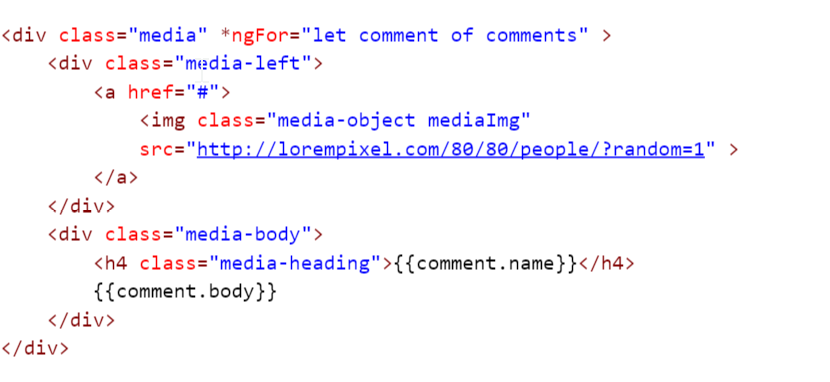 <div class="media" *ngFor="let comment of comments" >
<div class="media-left">
<a href="#">
<img class="media-object mediaImg"
src="http://lorempixel.com/80/80/people/?random=1" >
</a>
</div>
<div class="media-body">
<h4 class="media-heading">{{comment.name}}</h4>
{{comment.body}}
</div>
</div>